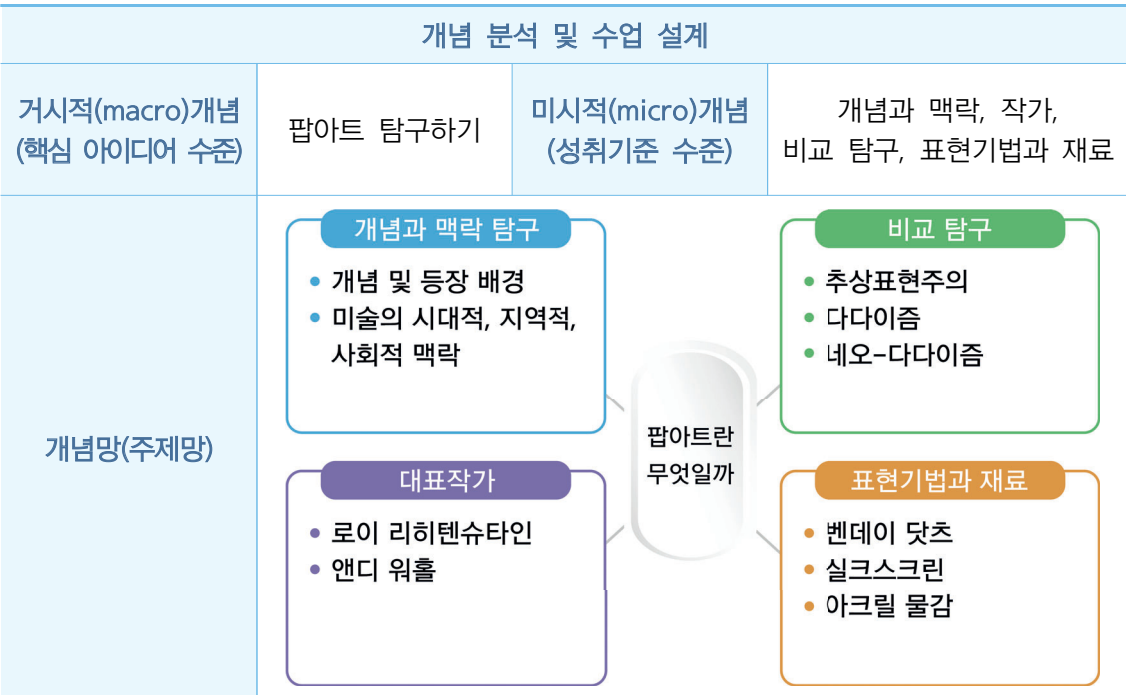 개념 분석 및 수업 설계
거시적(macro)개념
(핵심 아이디어 수준)
팝아트 탐구하기
미시적(micro)개념
(성취기준 수준)
개념과 맥락, 작가,
비교 탐구, 표현기법과 재료
개념망(주제망)
개념과 맥락 탐구
• 개념 및 등장 배경
• 미술의 시대적, 지역적,
사회적 맥락
비교 탐구
• 추상표현주의
• 다다이즘
• 네오-다다이즘
팝아트란
무엇일까
대표작가
• 로이 리히텐슈타인
• 앤디 워홀
표현기법과 재료
• 벤데이 닷츠
• 실크스크린
• 아크릴 물감